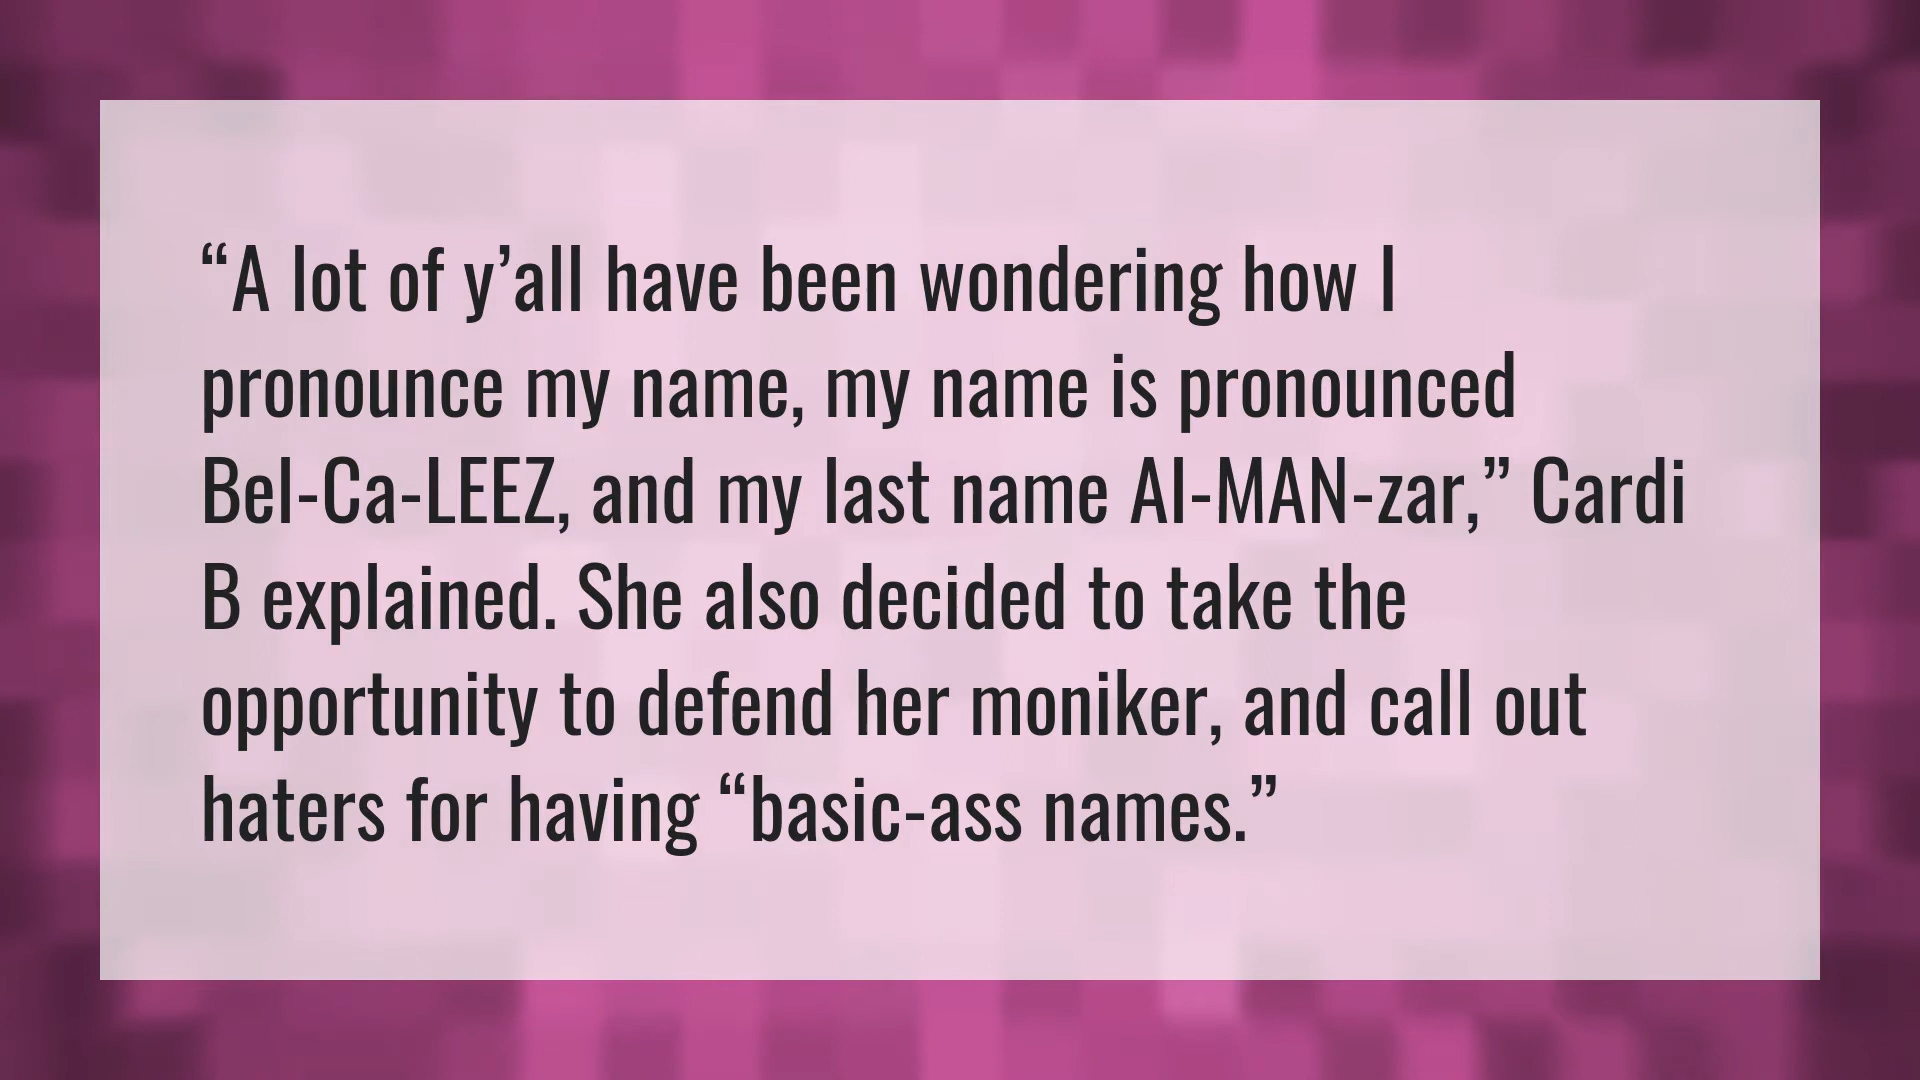 “A lot of y’all have been wondering how I
pronounce my name, my name is pronounced
Bel-Ca-LEEZ, and my last name Al-MAN-zar,” Cardi
B explained. She also decided to take the
opportunity to defend her moniker, and call out
haters for having “basic-ass names.”